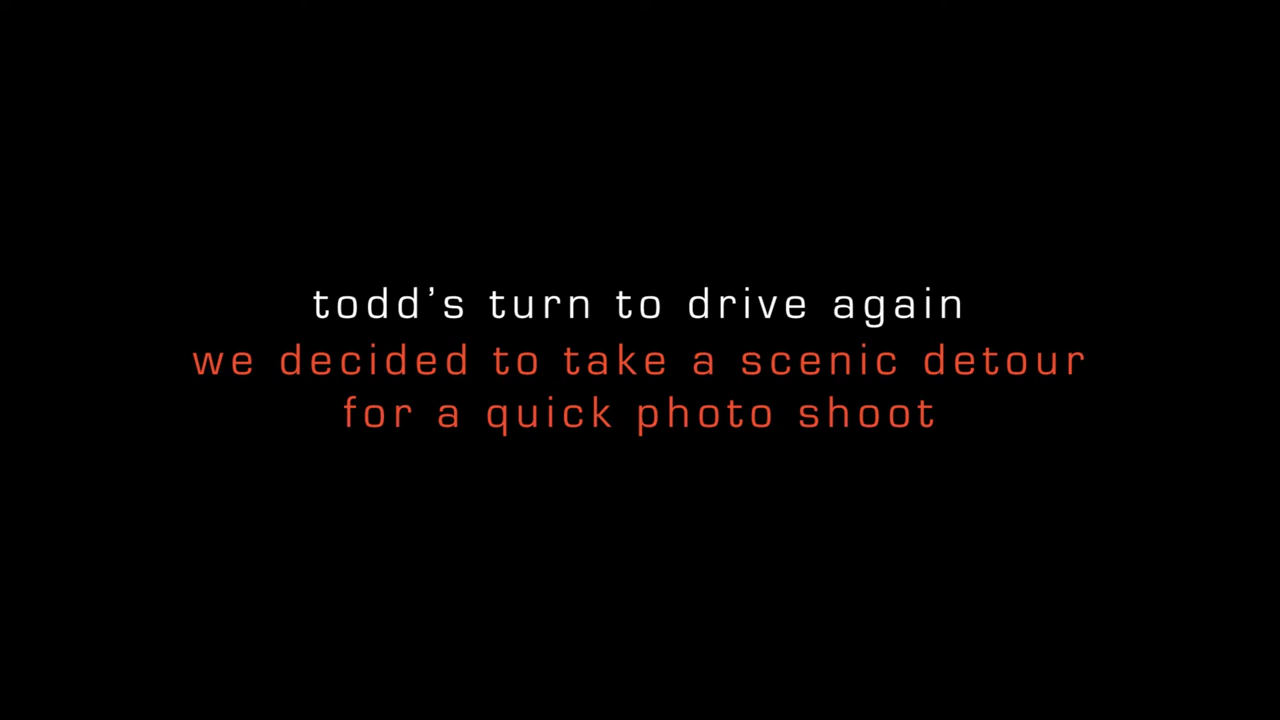 todd’s turn to drive again
we decided to take a scenic detour
for a quick photo shoot